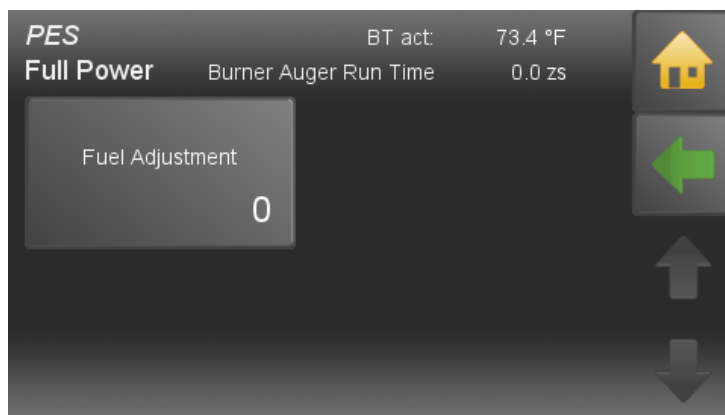 PES BT act: 73.4 °F
Full Power Burner Auger Run Time 0.0 zs
Fuel Adjustment
0